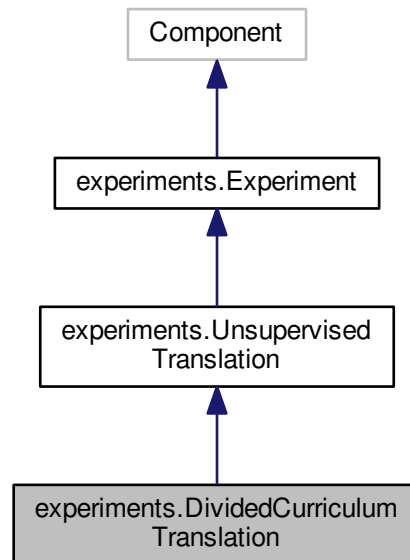 Component
experiments.Experiment
experiments.Unsupervised
Translation
experiments.DividedCurriculum
Translation